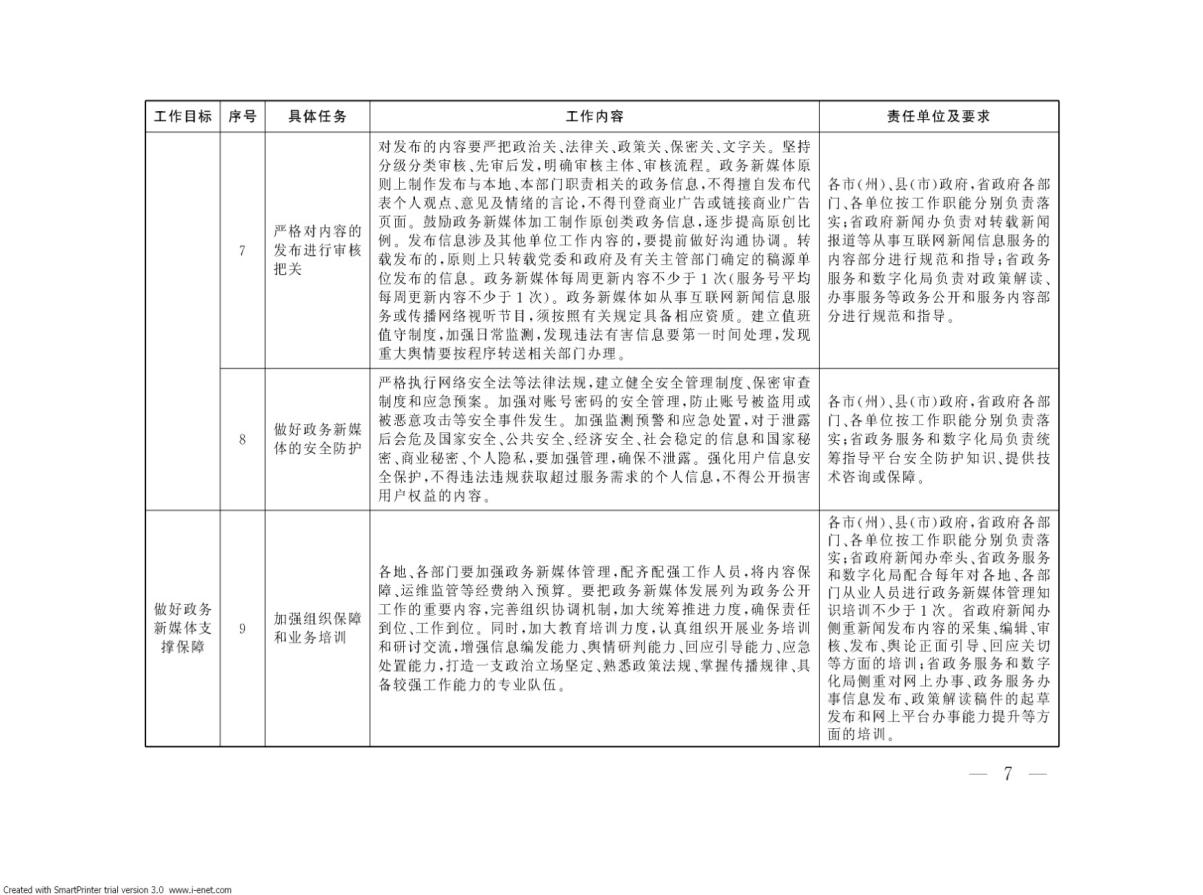 工作目标 序号 具体任务 工作内容 责任单位及要求
7
严格对内容的
发布进行审核
把关
对发布的内容要严把政治关、法律关、政策关、保密关、文字关。坚持
分级分类审核、先审后发,明确审核主体、审核流程。政务新媒体原
则上制作发布与本地、本部门职责相关的政务信息,不得擅自发布代
表个人观点、意见及情绪的言论,不得刊登商业广告或链接商业广告
页面。鼓励政务新媒体加工制作原创类政务信息,逐步提高原创比
例。发布信息涉及其他单位工作内容的,要提前做好沟通协调。转
载发布的,原则上只转载党委和政府及有关主管部门确定的稿源单
位发布的信息。政务新媒体每周更新内容不少于 1 次(服务号平均
每周更新内容不少于 1 次)。政务新媒体如从事互联网新闻信息服
务或传播网络视听节目,须按照有关规定具备相应资质。建立值班
值守制度,加强日常监测,发现违法有害信息要第一时间处理,发现
重大舆情要按程序转送相关部门办理。
各市(州)、县(市)政府,省政府各部
门、各单位按工作职能分别负责落
实;省政府新闻办负责对转载新闻
报道等从事互联网新闻信息服务的
内容部分进行规范和指导;省政务
服务和数字化局负责对政策解读、
办事服务等政务公开和服务内容部
分进行规范和指导。
8
做好政务新媒
体的安全防护
严格执行网络安全法等法律法规,建立健全安全管理制度、保密审查
制度和应急预案。加强对账号密码的安全管理,防止账号被盗用或
被恶意攻击等安全事件发生。加强监测预警和应急处置,对于泄露
后会危及国家安全、公共安全、经济安全、社会稳定的信息和国家秘
密、商业秘密、个人隐私,要加强管理,确保不泄露。强化用户信息安
全保护,不得违法违规获取超过服务需求的个人信息,不得公开损害
用户权益的内容。
各市(州)、县(市)政府,省政府各部
门、各单位按工作职能分别负责落
实;省政务服务和数字化局负责统
筹指导平台安全防护知识、提供技
术咨询或保障。
做好政务
新媒体支
撑保障
9
加强组织保障
和业务培训
各地、各部门要加强政务新媒体管理,配齐配强工作人员,将内容保
障、运维监管等经费纳入预算。要把政务新媒体发展列为政务公开
工作的重要内容,完善组织协调机制,加大统筹推进力度,确保责任
到位、工作到位。同时,加大教育培训力度,认真组织开展业务培训
和研讨交流,增强信息编发能力、舆情研判能力、回应引导能力、应急
处置能力,打造一支政治立场坚定、熟悉政策法规、掌握传播规律、具
备较强工作能力的专业队伍。
各市(州)、县(市)政府,省政府各部
门、各单位按工作职能分别负责落
实;省政府新闻办牵头、省政务服务
和数字化局配合每年对各地、各部
门从业人员进行政务新媒体管理知
识培训不少于 1 次。省政府新闻办
侧重新闻发布内容的采集、编辑、审
核、发布、舆论正面引导、回应关切
等方面的培训;省政务服务和数字
化局侧重对网上办事、政务服务办
事信息发布、政策解读稿件的起草
发布和网上平台办事能力提升等方
面的培训。
— 7 —
Created with SmartPrinter trial version 3.0 www.i-enet.com